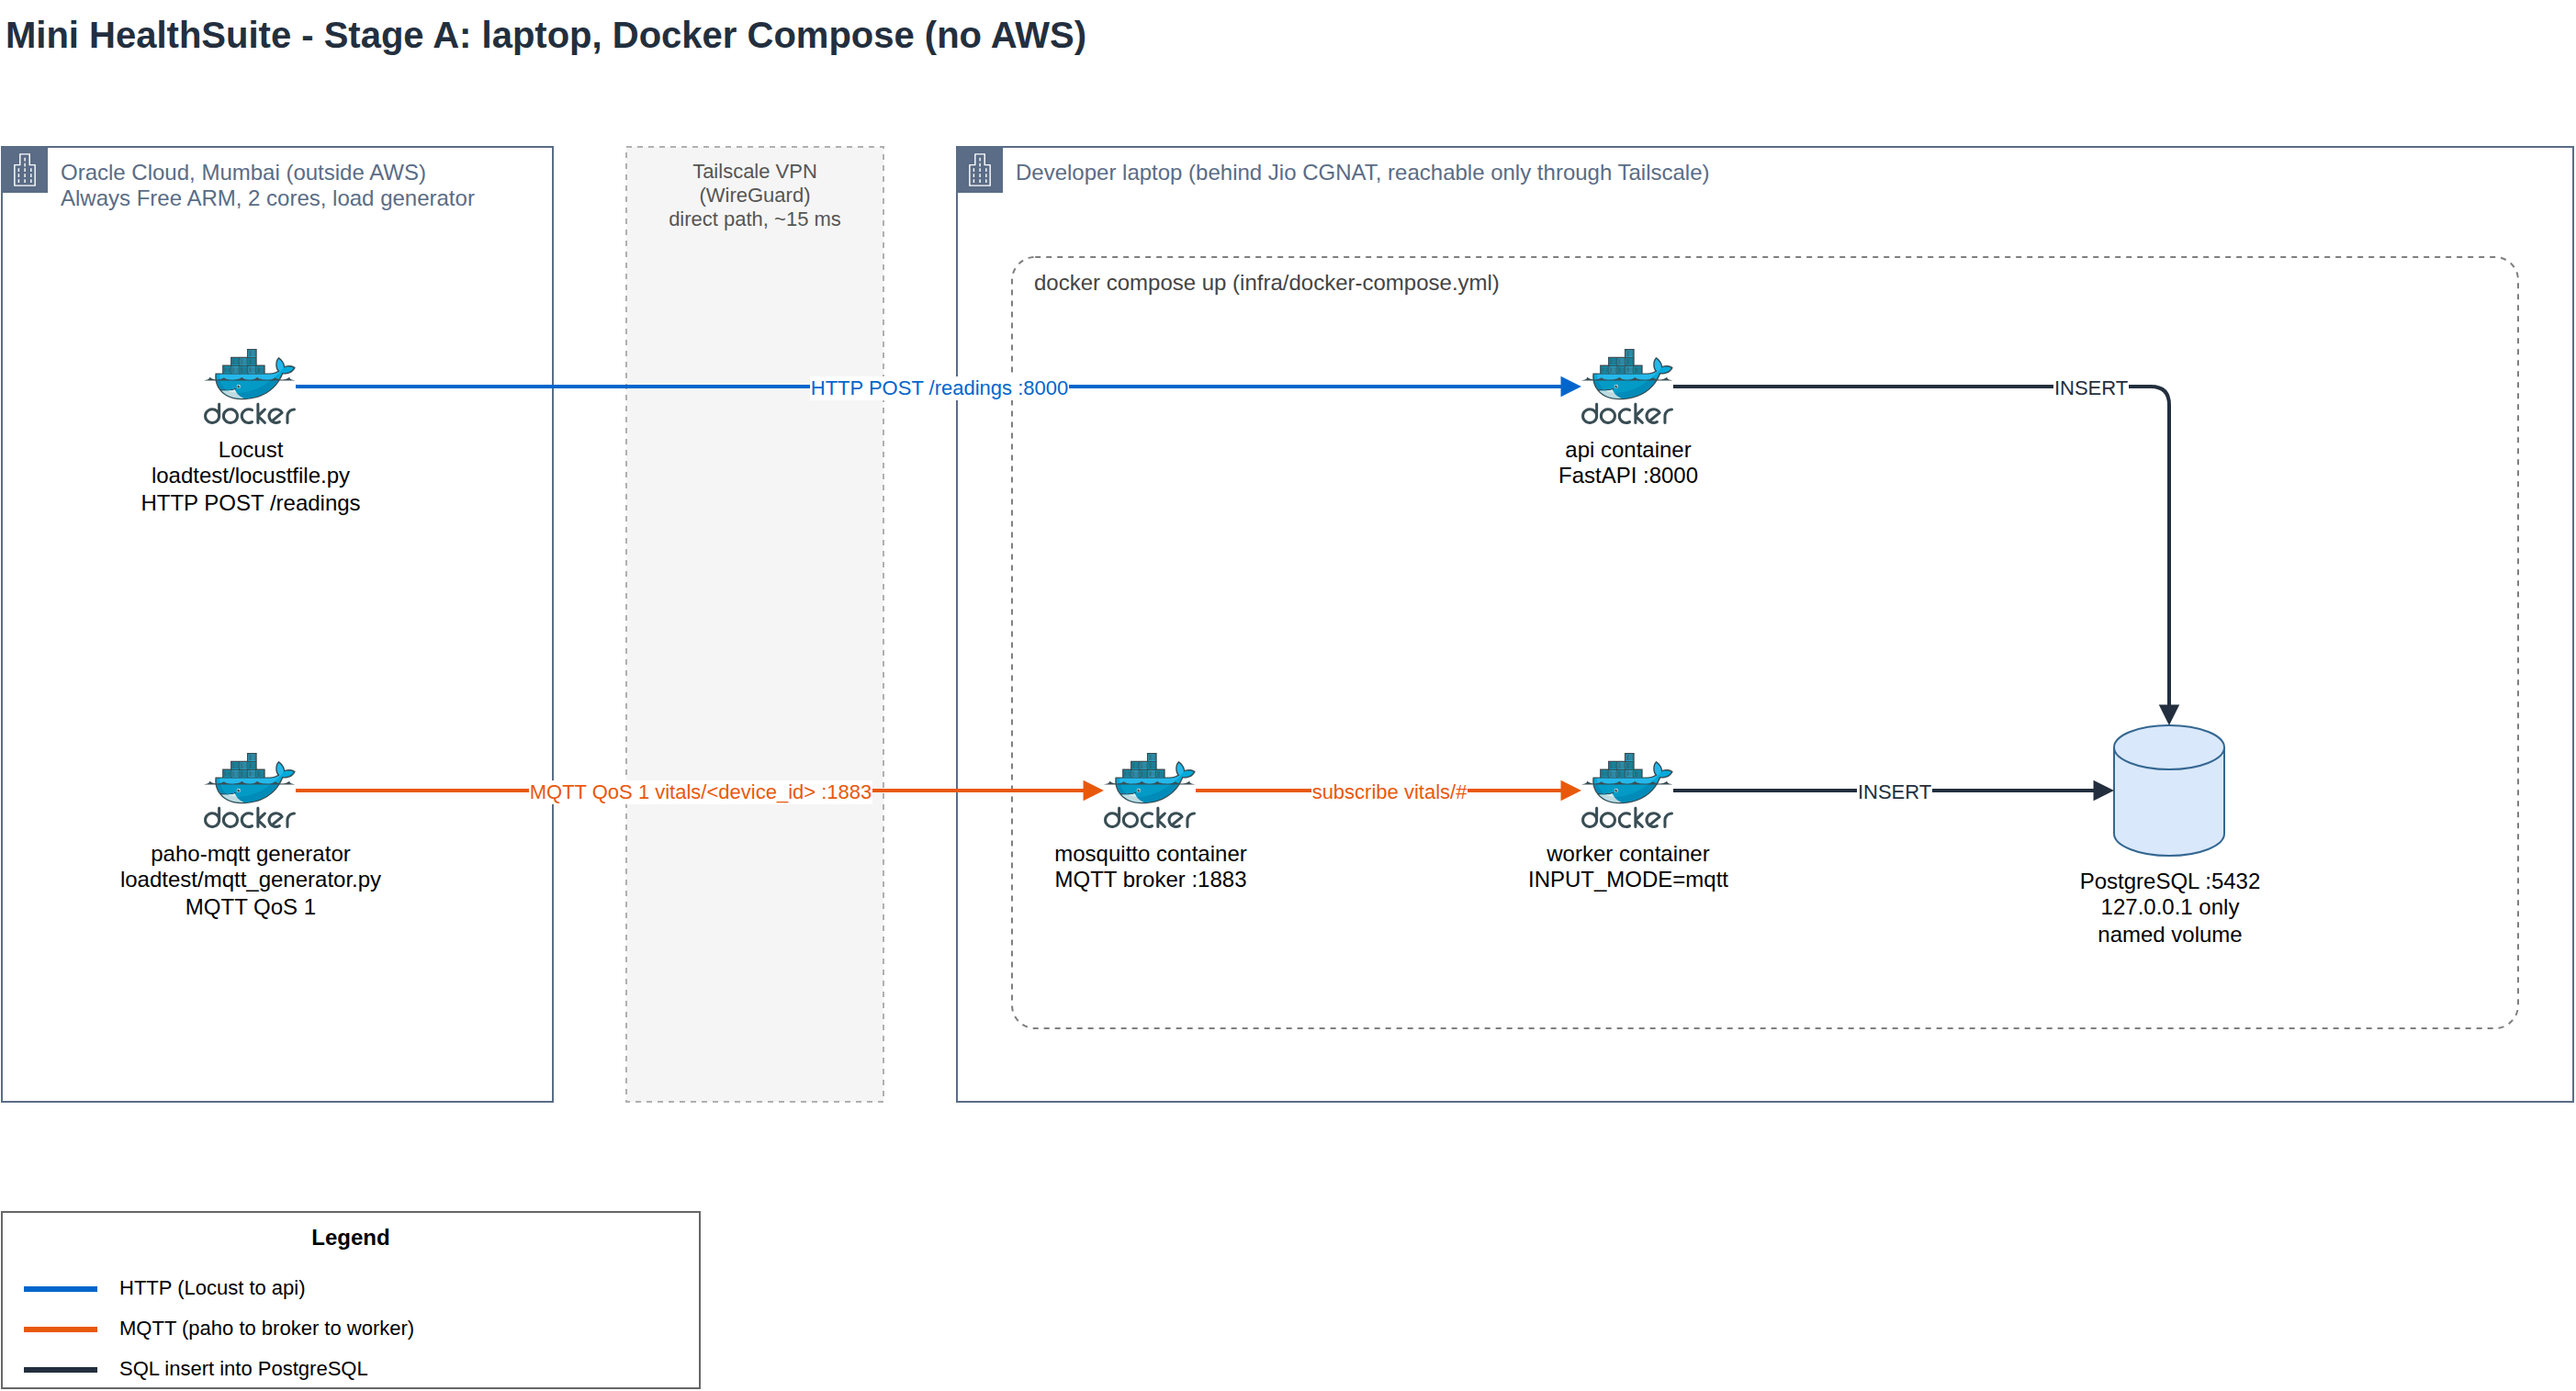 Mini HealthSuite - Stage A: laptop, Docker Compose (no AWS)
Oracle Cloud, Mumbai (outside AWS)
Always Free ARM, 2 cores, load generator
Tailscale VPN
(WireGuard)
direct path, ~15 ms
Developer laptop (behind Jio CGNAT, reachable only through Tailscale)
docker compose up (infra/docker-compose.yml)
docker
Locust
loadtest/locustfile.py
HTTP POST /readings
HTTP POST /readings :8000
docker
api container
FastAPI :8000
INSERT
docker
paho-mqtt generator
loadtest/mqtt_generator.py
MQTT QoS 1
MQTT QoS 1 vitals/<device_id> :1883
docker
mosquitto container
MQTT broker :1883
subscribe vitals/#
docker
worker container
INPUT_MODE=mqtt
INSERT
PostgreSQL :5432
127.0.0.1 only
named volume
Legend
HTTP (Locust to api)
MQTT (paho to broker to worker)
SQL insert into PostgreSQL